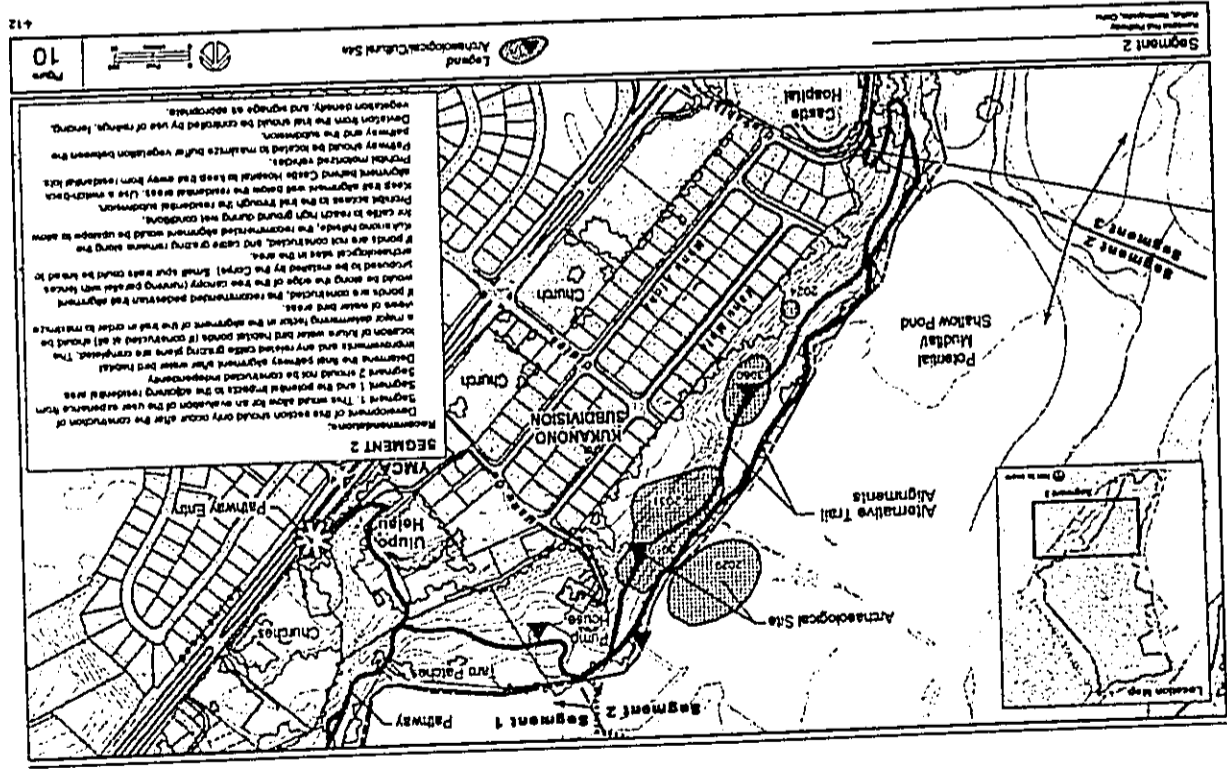 Location Map
Not to scale
Segment 2
Segment 1
Segment 2
Pathway
Taro Patches
Churches
Pathway Entry
Ulupo
Heiau
YMCA
Pump
House
Archaeological Site
2029
Alternative Trail
Alignments
KUKANONO
SUBDIVISION
Church
Church
Manu Aloha
Potential
Mudflat/
Shallow Pond
Segment 2
Segment 3
Castle
Hospital
SEGMENT 2
Recommendations:
Development of this section should only occur after the construction of
Segment 1. This would allow for an evaluation of the user experience from
Segment 1 and the potential impacts to the adjoining residential area
Segment 2 should not be constructed independently
Determine the final pathway alignment after water bird habitat
improvements and any related cattle grazing plans are completed. The
location of future water bird habitat ponds (if constructed at all) should be
a major determining factor in the alignment of the trail in order to maximize
views of water bird areas.
If ponds are constructed, the recommended pedestrian trail alignment
would be along the edge of the tree canopy (running parallel with fences
proposed to be installed by the Corps). Small spur trails could be linked to
archaeological sites in the area.
If ponds are not constructed, and cattle grazing remains along the
Kukanono hillside, the recommended alignment would be upslope to allow
for cattle to reach high ground during wet conditions.
Prohibit access to the trail through the residential subdivision.
Keep trail alignment well below the residential areas. Use switch-back
alignment behind Castle Hospital to keep trail away from residential lots
Prohibit motorized vehicles.
Pathway should be located to maximize buffer vegetation between the
pathway and the subdivision.
Deviation from the trail should be controlled by use of railings, fencing,
vegetation density, and signage as appropriate.
Segment 2
Kailua, Koolaupoko, Oahu
Legend
Archaeological/Cultural Site
Feet
Figure
10
4-12